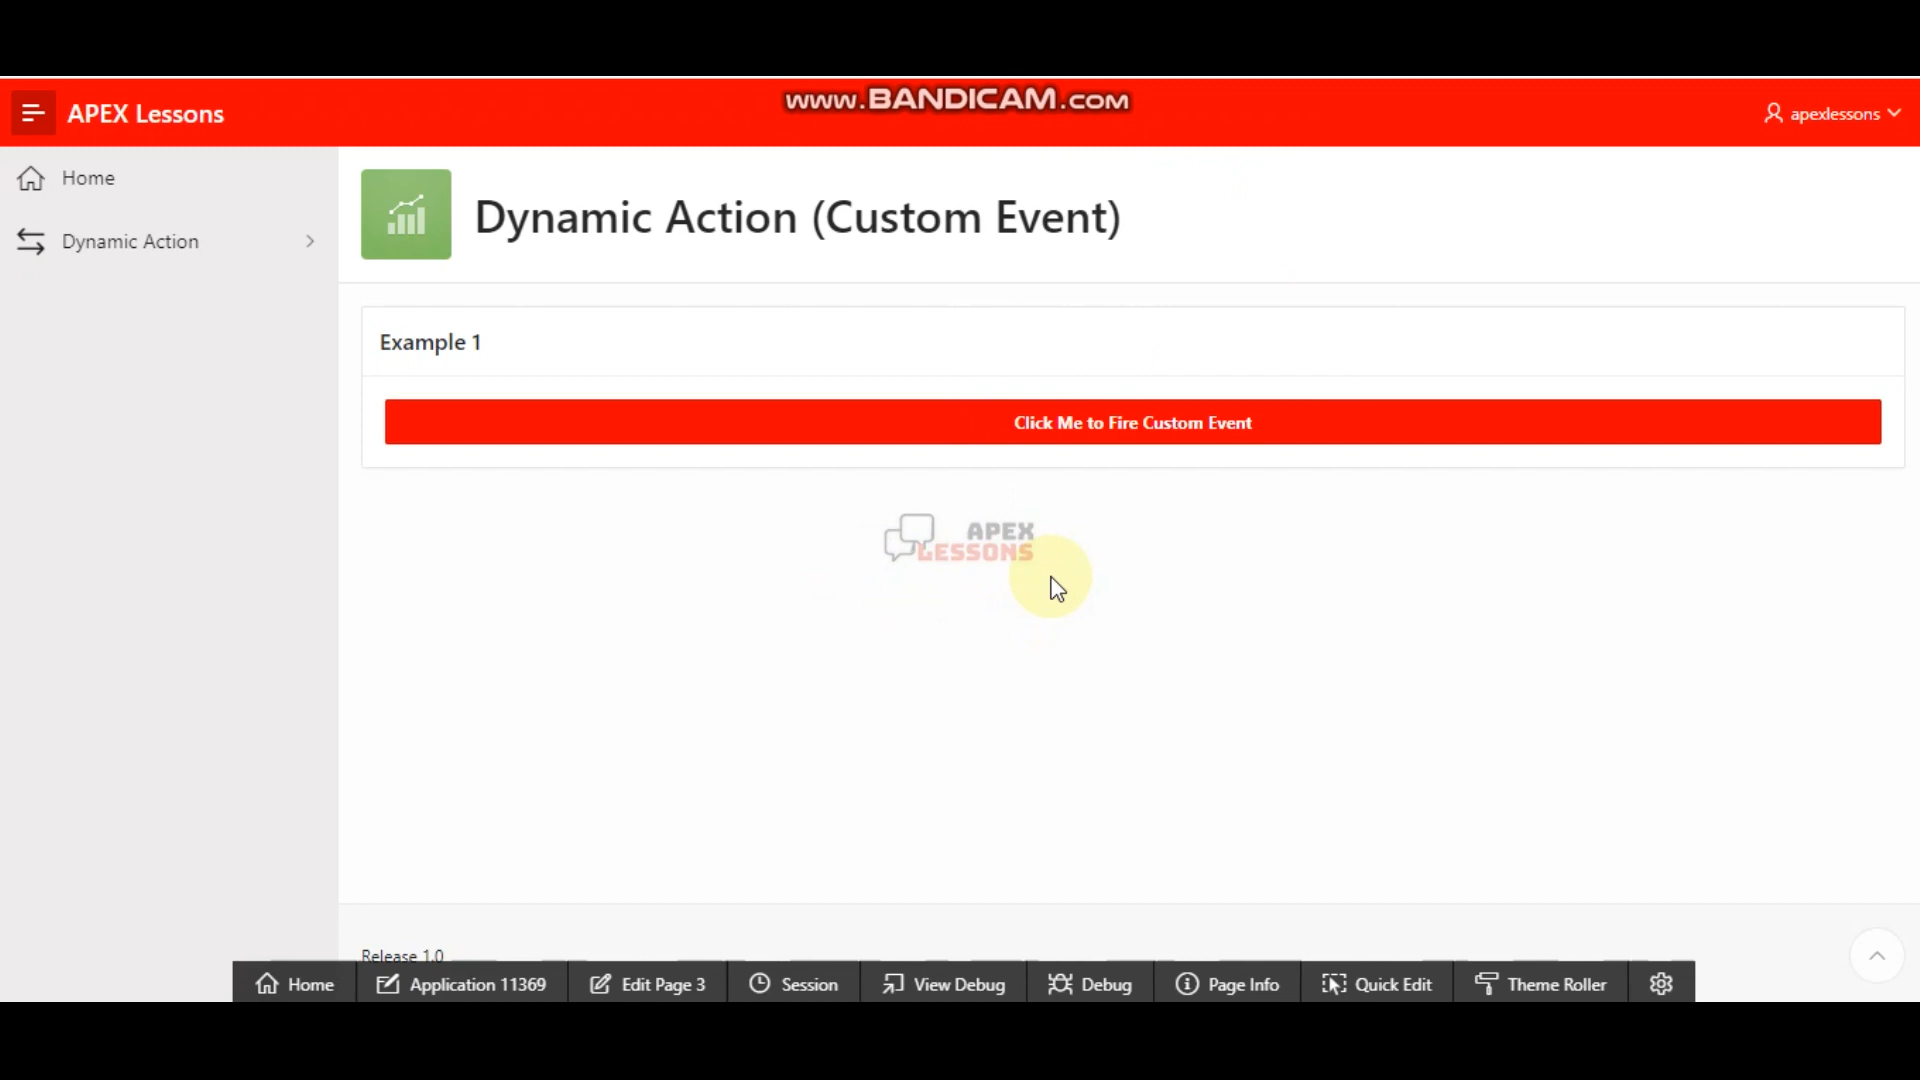 www.BANDICAM.com
APEX Lessons
apexlessons
Home
Dynamic Action
Dynamic Action (Custom Event)
Example 1
Click Me to Fire Custom Event
APEX
LESSONS
Release 1.0
Home
Application 11369
Edit Page 3
Session
View Debug
Debug
Page Info
Quick Edit
Theme Roller